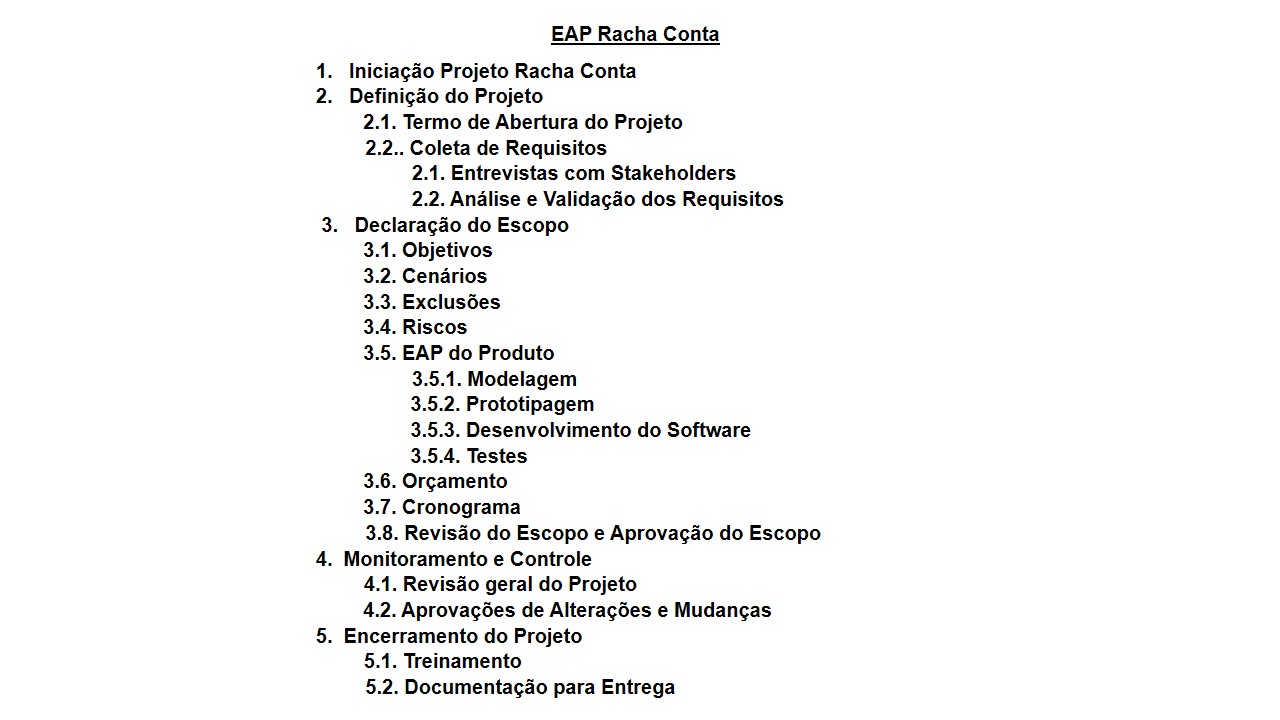 EAP Racha Conta
1. Iniciação Projeto Racha Conta
2. Definição do Projeto
2.1. Termo de Abertura do Projeto
2.2.. Coleta de Requisitos
2.1. Entrevistas com Stakeholders
2.2. Análise e Validação dos Requisitos
3. Declaração do Escopo
3.1. Objetivos
3.2. Cenários
3.3. Exclusões
3.4. Riscos
3.5. EAP do Produto
3.5.1. Modelagem
3.5.2. Prototipagem
3.5.3. Desenvolvimento do Software
3.5.4. Testes
3.6. Orçamento
3.7. Cronograma
3.8. Revisão do Escopo e Aprovação do Escopo
4. Monitoramento e Controle
4.1. Revisão geral do Projeto
4.2. Aprovações de Alterações e Mudanças
5. Encerramento do Projeto
5.1. Treinamento
5.2. Documentação para Entrega